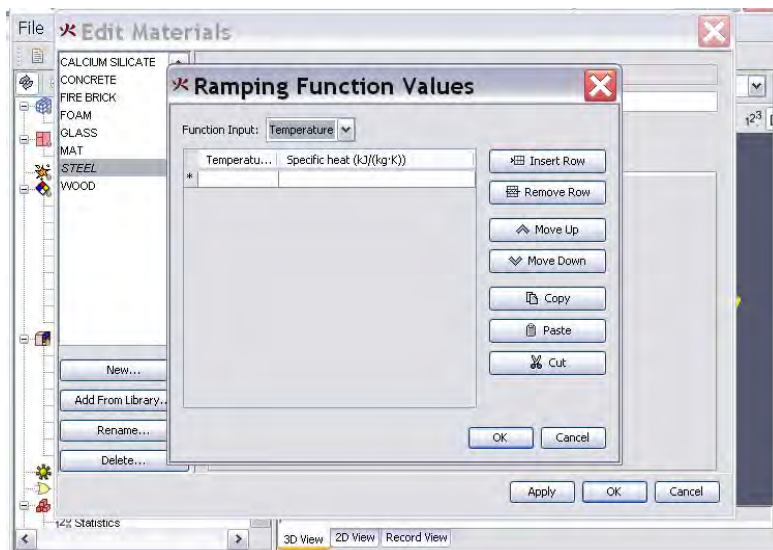 File
Edit Materials
CALCIUM SILICATE
CONCRETE
FIRE BRICK
FOAM
GLASS
MAT
STEEL
WOOD
Ramping Function Values
Function Input: Temperature
Temperatu... Specific heat (kJ/(kg·K))
*
Insert Row
Remove Row
Move Up
Move Down
Copy
Paste
Cut
OK Cancel
New...
Add From Library..
Rename...
Delete...
Apply OK Cancel
Statistics
3D View 2D View Record View